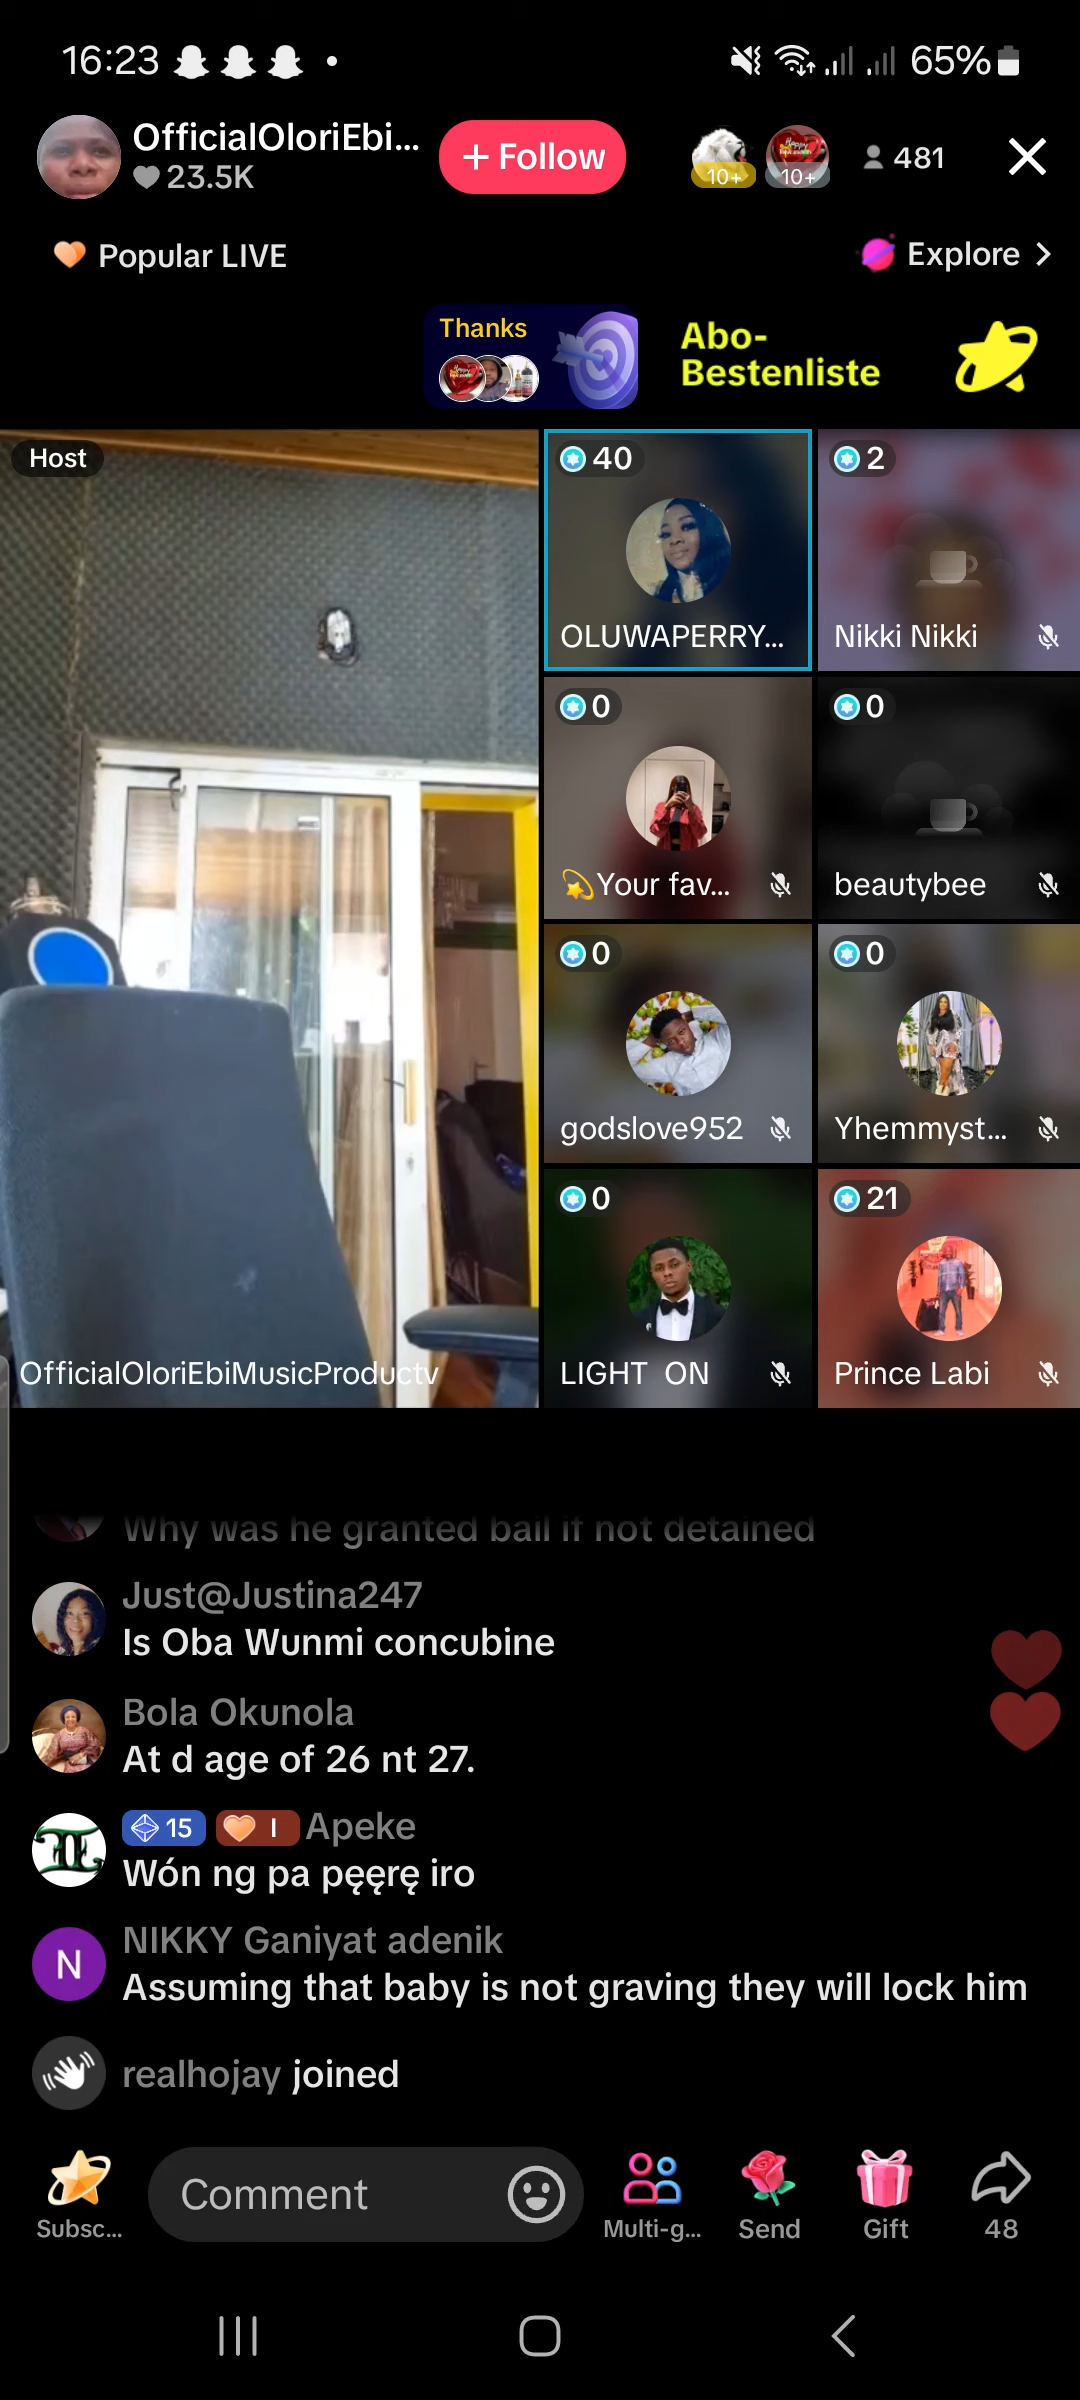 16:23
65%
OfficialOloriEbi...
23.5K
+ Follow
10+
10+
481
Popular LIVE
Explore
Thanks
Abo-
Bestenliste
Host
40
OLUWAPERRY...
2
Nikki Nikki
0
Your fav...
0
beautybee
0
godslove952
0
Yhemmyst...
0
LIGHT ON
21
Prince Labi
OfficialOloriEbiMusicProductv
Why was he granted bail if not detained
Just@Justina247
Is Oba Wunmi concubine
Bola Okunola
At d age of 26 nt 27.
15 I Apeke
Wón ng pa pẹẹrẹ iro
NIKKY Ganiyat adenik
N
Assuming that baby is not graving they will lock him
realhojay joined
Subsc...
Comment
Multi-g...
Send
Gift
48